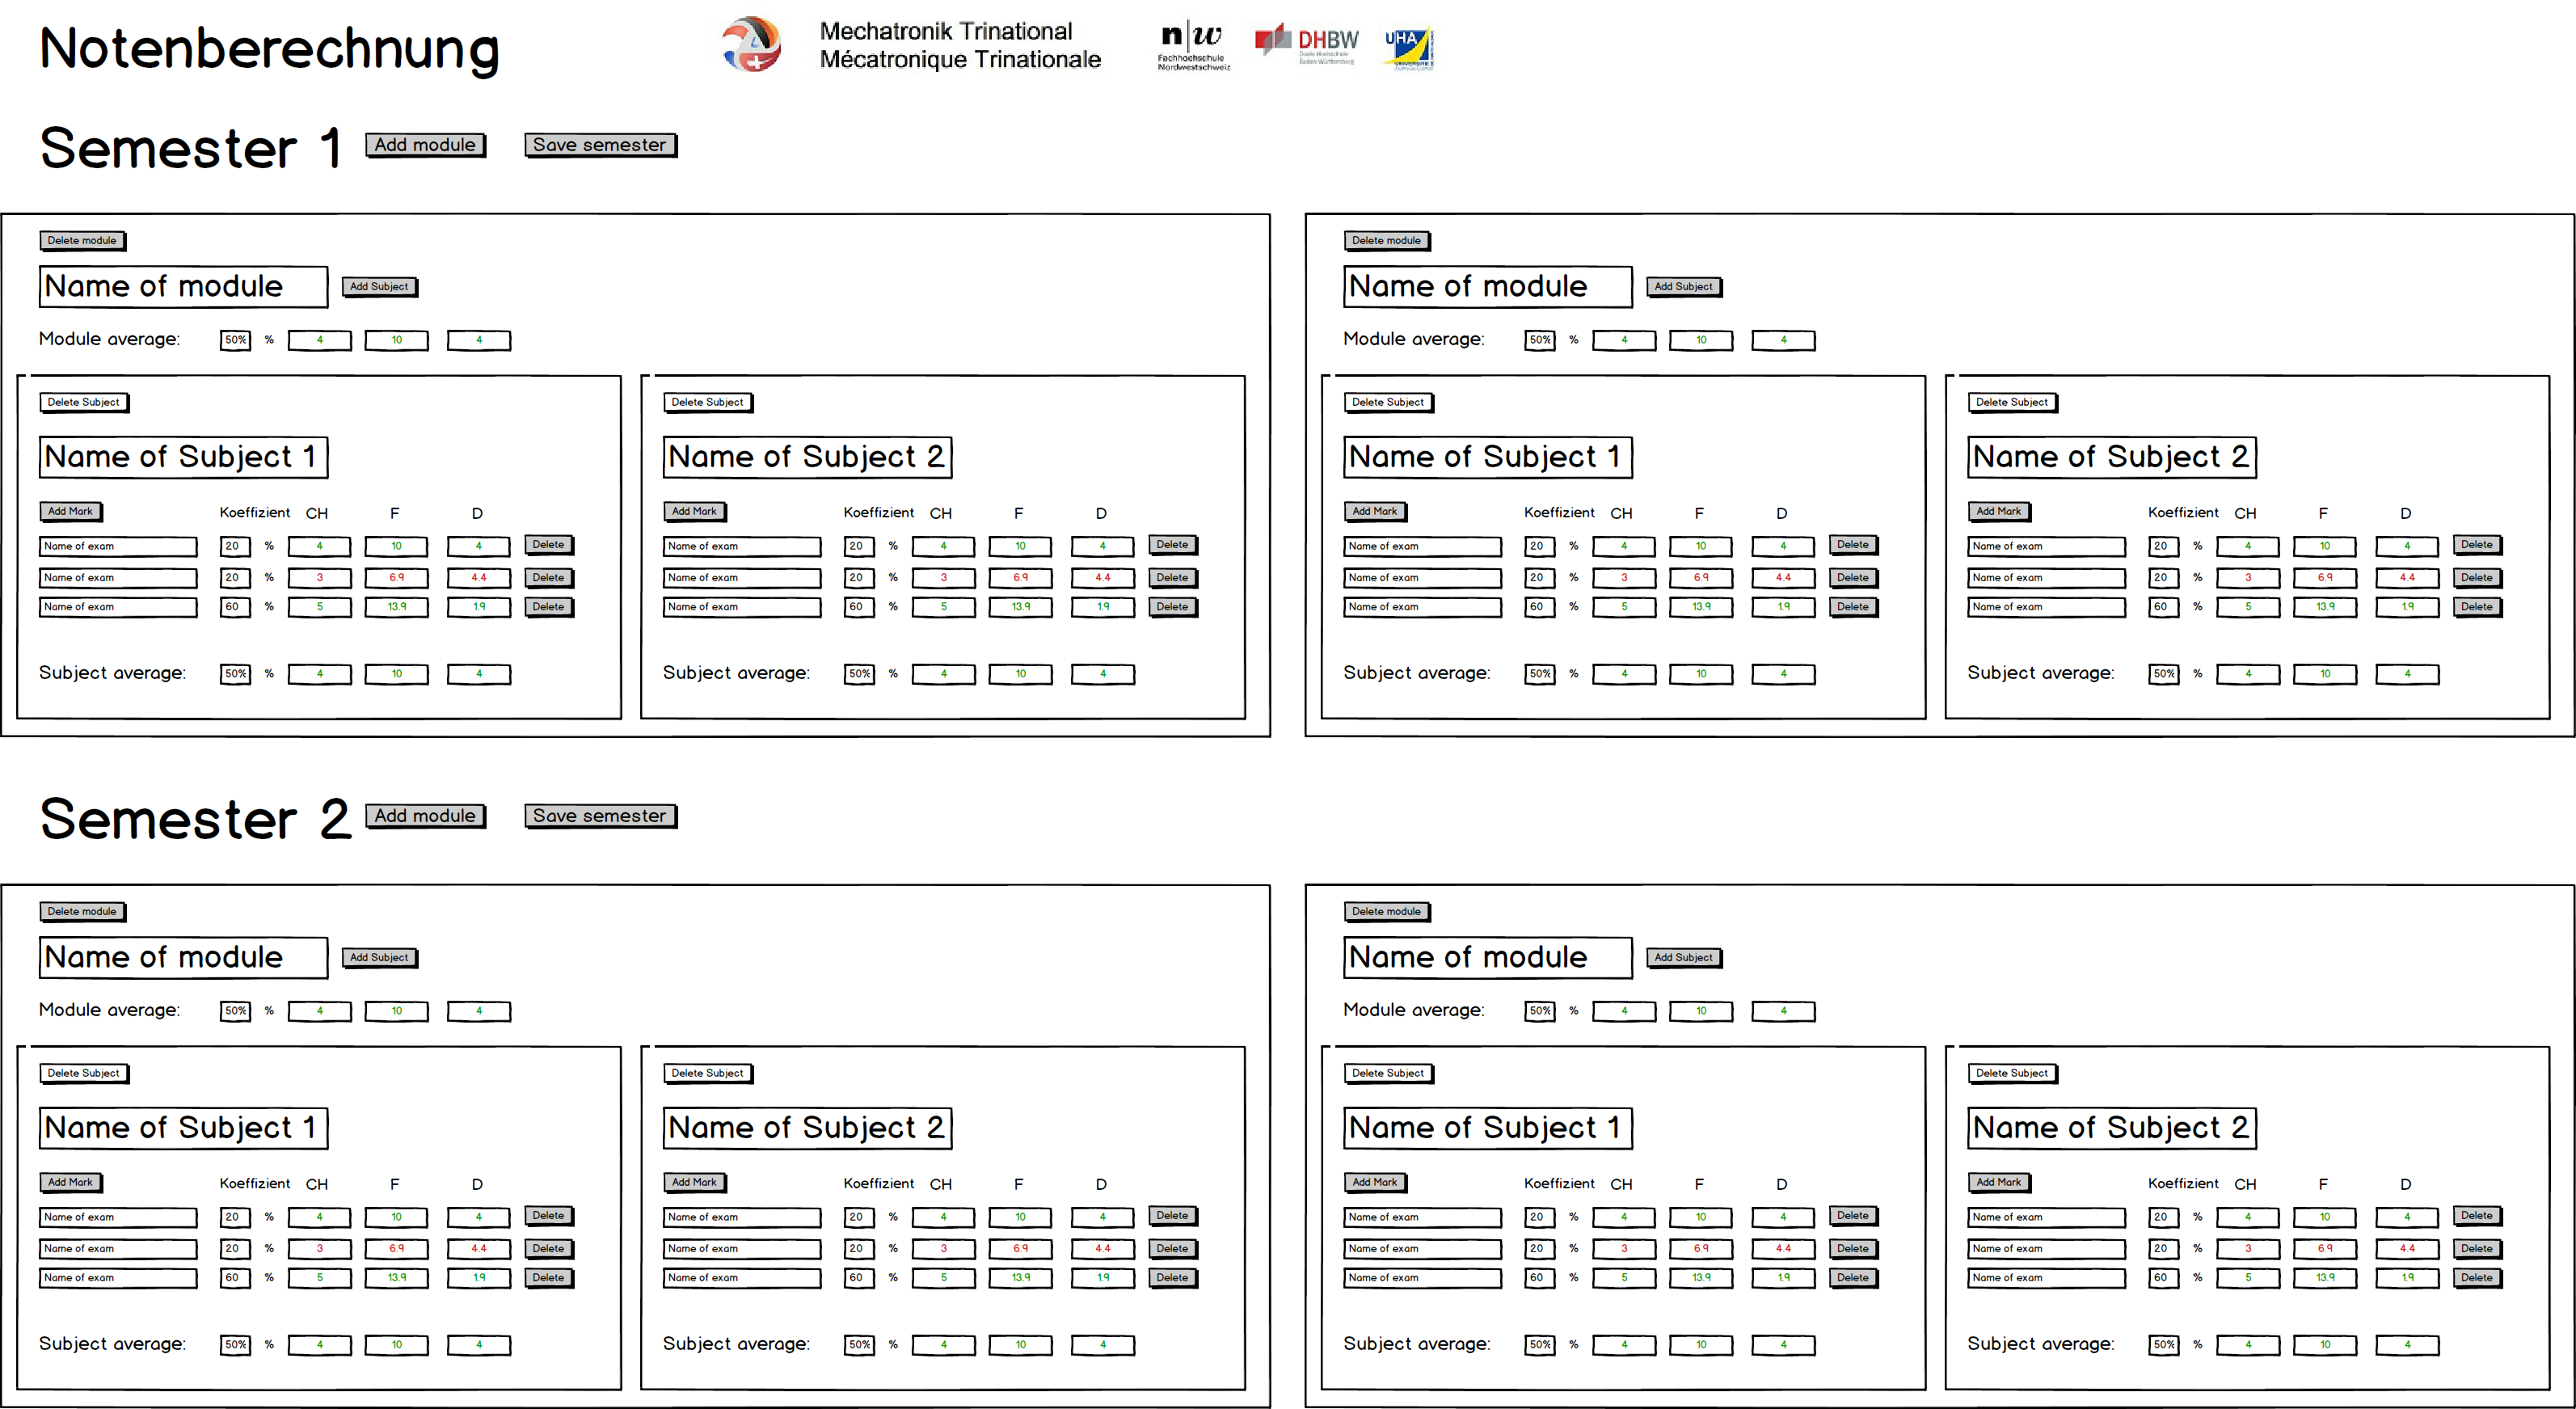 Notenberechnung
Mechatronik Trinational
Mécatronique Trinationale
n|w
Fachhochschule
Nordwestschweiz
DHBW
Duale Hochschule
Baden-Württemberg
UHA
Semester 1 Add module Save semester
Delete module
Name of module Add Subject
Module average: 50% % 4 10 4
Delete Subject
Name of Subject 1
Add Mark Koeffizient CH F D
Name of exam 20 % 4 10 4 Delete
Name of exam 20 % 3 6.9 4.4 Delete
Name of exam 60 % 5 13.9 1.9 Delete
Subject average: 50% % 4 10 4
Delete Subject
Name of Subject 2
Add Mark Koeffizient CH F D
Name of exam 20 % 4 10 4 Delete
Name of exam 20 % 3 6.9 4.4 Delete
Name of exam 60 % 5 13.9 1.9 Delete
Subject average: 50% % 4 10 4
Delete module
Name of module Add Subject
Module average: 50% % 4 10 4
Delete Subject
Name of Subject 1
Add Mark Koeffizient CH F D
Name of exam 20 % 4 10 4 Delete
Name of exam 20 % 3 6.9 4.4 Delete
Name of exam 60 % 5 13.9 1.9 Delete
Subject average: 50% % 4 10 4
Delete Subject
Name of Subject 2
Add Mark Koeffizient CH F D
Name of exam 20 % 4 10 4 Delete
Name of exam 20 % 3 6.9 4.4 Delete
Name of exam 60 % 5 13.9 1.9 Delete
Subject average: 50% % 4 10 4
Semester 2 Add module Save semester
Delete module
Name of module Add Subject
Module average: 50% % 4 10 4
Delete Subject
Name of Subject 1
Add Mark Koeffizient CH F D
Name of exam 20 % 4 10 4 Delete
Name of exam 20 % 3 6.9 4.4 Delete
Name of exam 60 % 5 13.9 1.9 Delete
Subject average: 50% % 4 10 4
Delete Subject
Name of Subject 2
Add Mark Koeffizient CH F D
Name of exam 20 % 4 10 4 Delete
Name of exam 20 % 3 6.9 4.4 Delete
Name of exam 60 % 5 13.9 1.9 Delete
Subject average: 50% % 4 10 4
Delete module
Name of module Add Subject
Module average: 50% % 4 10 4
Delete Subject
Name of Subject 1
Add Mark Koeffizient CH F D
Name of exam 20 % 4 10 4 Delete
Name of exam 20 % 3 6.9 4.4 Delete
Name of exam 60 % 5 13.9 1.9 Delete
Subject average: 50% % 4 10 4
Delete Subject
Name of Subject 2
Add Mark Koeffizient CH F D
Name of exam 20 % 4 10 4 Delete
Name of exam 20 % 3 6.9 4.4 Delete
Name of exam 60 % 5 13.9 1.9 Delete
Subject average: 50% % 4 10 4